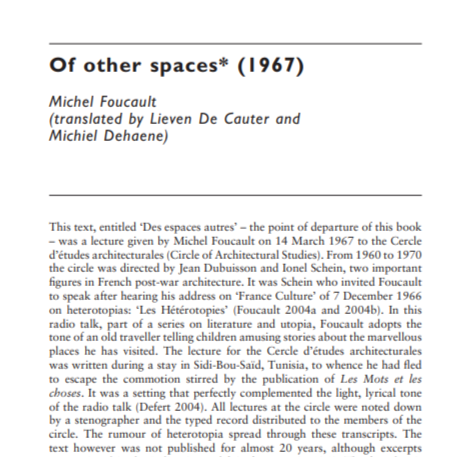 Of other spaces* (1967)
Michel Foucault
(translated by Lieven De Cauter and
Michiel Dehaene)
This text, entitled ‘Des espaces autres’ – the point of departure of this book
– was a lecture given by Michel Foucault on 14 March 1967 to the Cercle
d’études architecturales (Circle of Architectural Studies). From 1960 to 1970
the circle was directed by Jean Dubuisson and Ionel Schein, two important
figures in French post-war architecture. It was Schein who invited Foucault
to speak after hearing his address on ‘France Culture’ of 7 December 1966
on heterotopias: ‘Les Hétérotopies’ (Foucault 2004a and 2004b). In this
radio talk, part of a series on literature and utopia, Foucault adopts the
tone of an old traveller telling children amusing stories about the marvellous
places he has visited. The lecture for the Cercle d’études architecturales
was written during a stay in Sidi-Bou-Saïd, Tunisia, to whence he had fled
to escape the commotion stirred by the publication of Les Mots et les
choses. It was a setting that perfectly complemented the light, lyrical tone
of the radio talk (Defert 2004). All lectures at the circle were noted down
by a stenographer and the typed record distributed to the members of the
circle. The rumour of heterotopia spread through these transcripts. The
text however was not published for almost 20 years, although excerpts